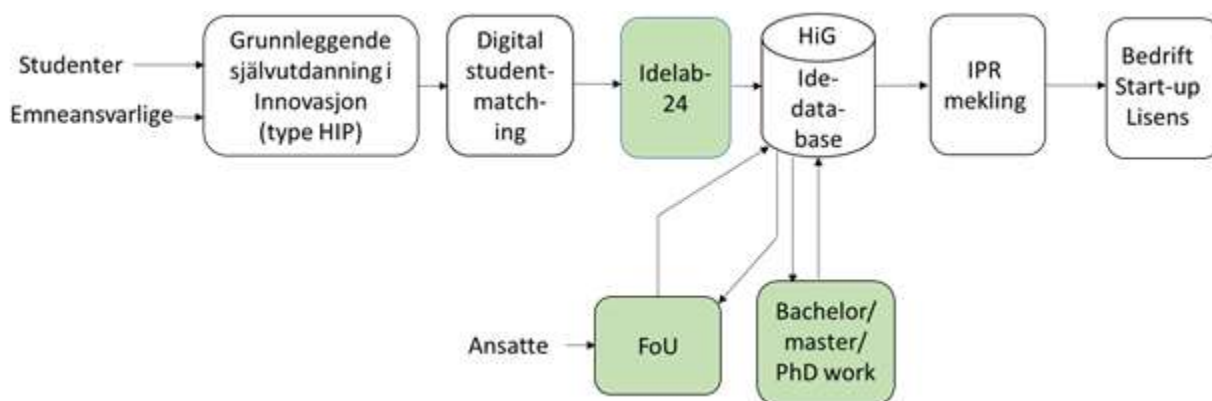 Studenter
Emneansvarlige
Grunnleggende
självutdanning i
Innovasjon
(type HIP)
Digital
student-
match-
ing
Idelab-
24
HiG
Ide-
data-
base
IPR
mekling
Bedrift
Start-up
Lisens
Ansatte
FoU
Bachelor/
master/
PhD work